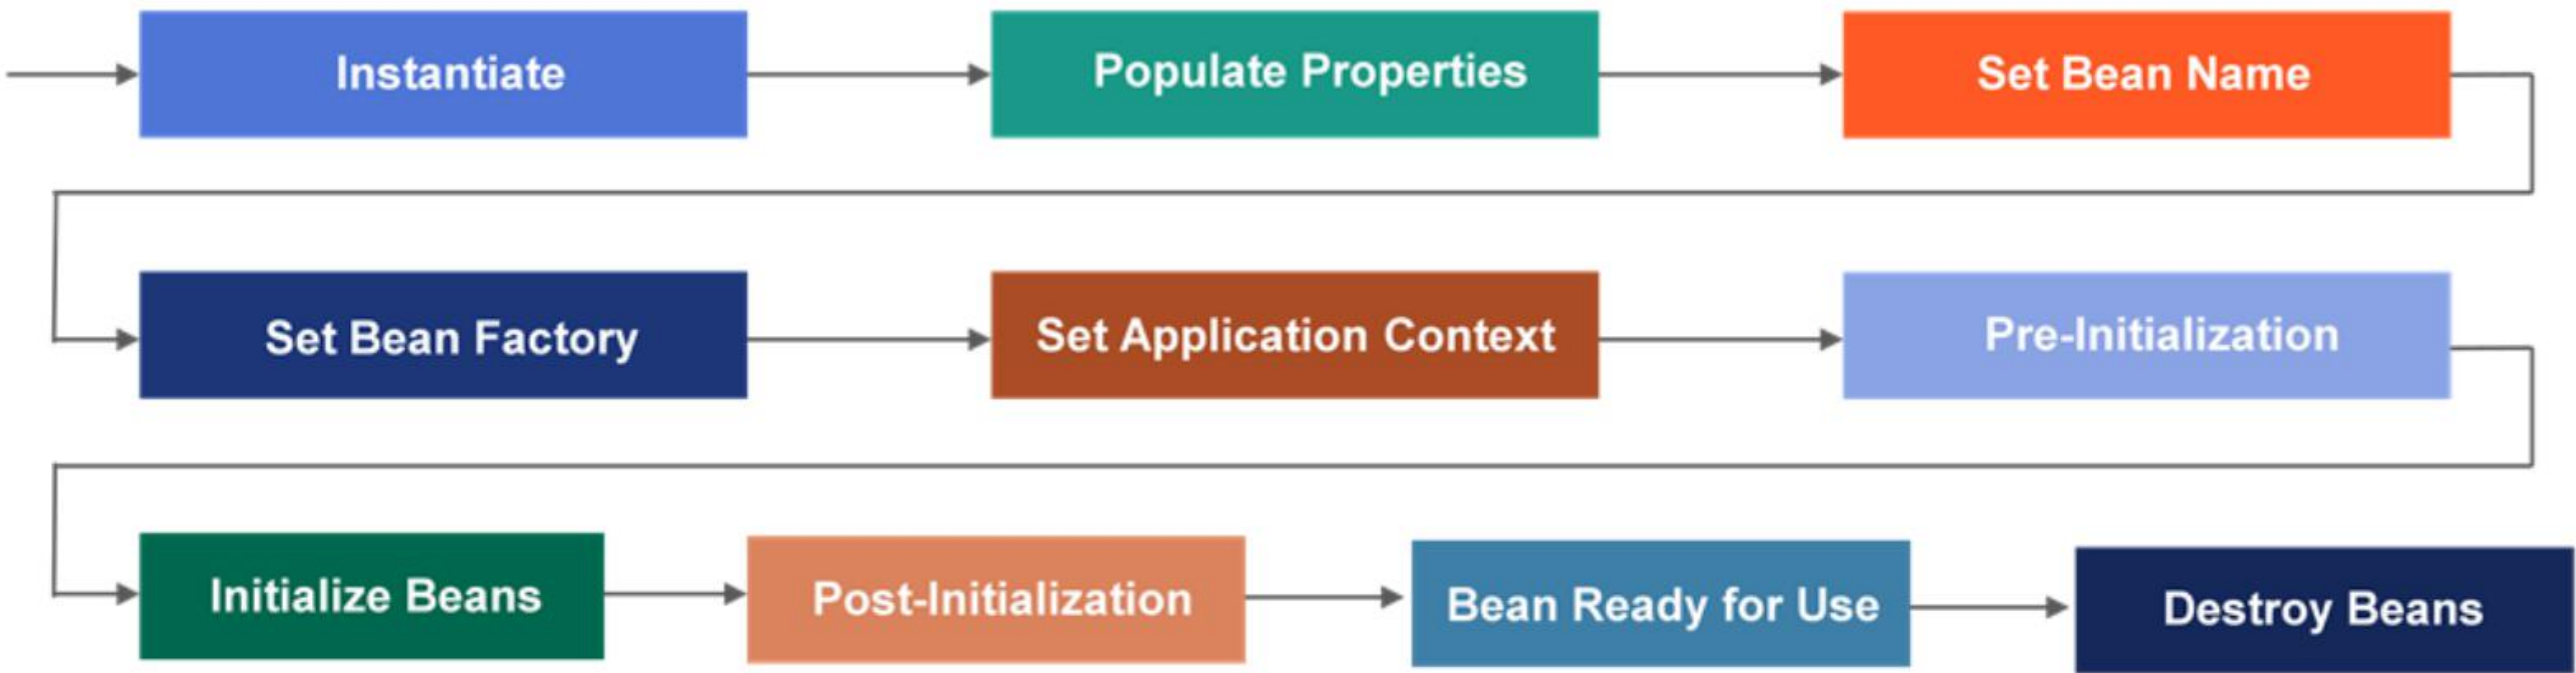 Instantiate
Populate Properties
Set Bean Name
Set Bean Factory
Set Application Context
Pre-Initialization
Initialize Beans
Post-Initialization
Bean Ready for Use
Destroy Beans